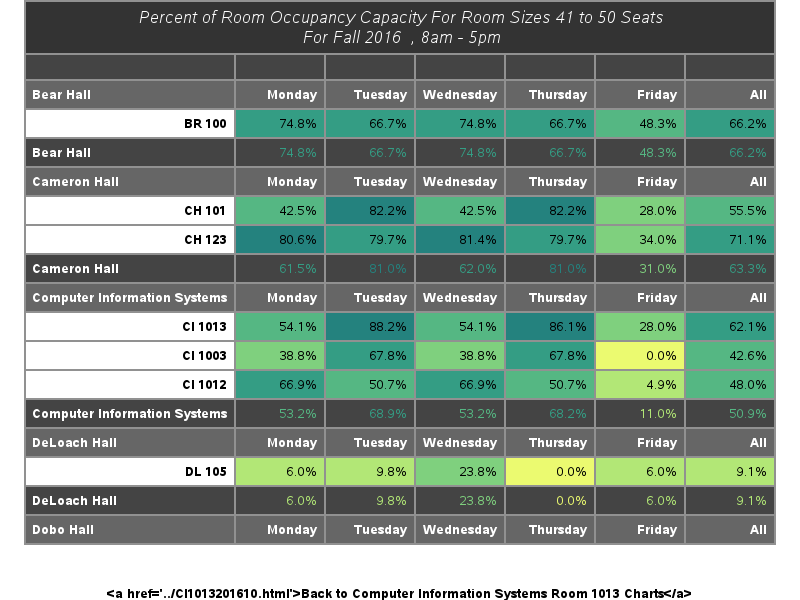 Percent of Room Occupancy Capacity For Room Sizes 41 to 50 Seats
For Fall 2016 , 8am - 5pm
Bear Hall Monday Tuesday Wednesday Thursday Friday All
BR 100 74.8% 66.7% 74.8% 66.7% 48.3% 66.2%
Bear Hall 74.8% 66.7% 74.8% 66.7% 48.3% 66.2%
Cameron Hall Monday Tuesday Wednesday Thursday Friday All
CH 101 42.5% 82.2% 42.5% 82.2% 28.0% 55.5%
CH 123 80.6% 79.7% 81.4% 79.7% 34.0% 71.1%
Cameron Hall 61.5% 81.0% 62.0% 81.0% 31.0% 63.3%
Computer Information Systems Monday Tuesday Wednesday Thursday Friday All
CI 1013 54.1% 88.2% 54.1% 86.1% 28.0% 62.1%
CI 1003 38.8% 67.8% 38.8% 67.8% 0.0% 42.6%
CI 1012 66.9% 50.7% 66.9% 50.7% 4.9% 48.0%
Computer Information Systems 53.2% 68.9% 53.2% 68.2% 11.0% 50.9%
DeLoach Hall Monday Tuesday Wednesday Thursday Friday All
DL 105 6.0% 9.8% 23.8% 0.0% 6.0% 9.1%
DeLoach Hall 6.0% 9.8% 23.8% 0.0% 6.0% 9.1%
Dobo Hall Monday Tuesday Wednesday Thursday Friday All
&lt;a href='../CI1013201610.html'&gt;Back to Computer Information Systems Room 1013 Charts&lt;/a&gt;